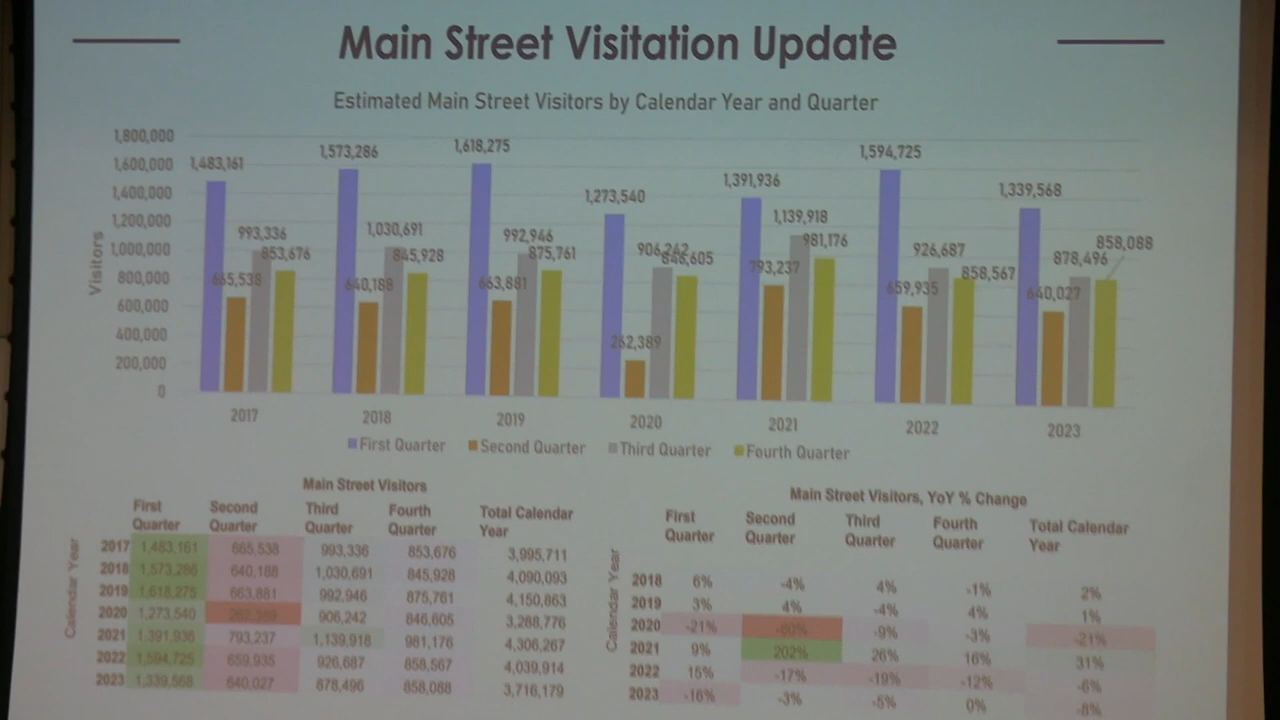 Main Street Visitation Update
Estimated Main Street Visitors by Calendar Year and Quarter
Visitors
1,800,000
1,600,000
1,400,000
1,200,000
1,000,000
800,000
600,000
400,000
200,000
0
1,483,161 665,538 993,336 853,676
1,573,286 640,188 1,030,691 845,928
1,618,275 663,881 992,946 875,761
1,273,540 262,389 906,242 846,605
1,391,936 793,237 1,139,918 981,176
1,594,725 659,935 926,687 858,567
1,339,568 640,027 878,496 858,088
2017 2018 2019 2020 2021 2022 2023
First Quarter Second Quarter Third Quarter Fourth Quarter
Main Street Visitors
First Second Third Fourth Total Calendar
Quarter Quarter Quarter Quarter Year
Calendar Year
2017 1,483,161 665,538 993,336 853,676 3,995,711
2018 1,573,286 640,188 1,030,691 845,928 4,090,093
2019 1,618,275 663,881 992,946 875,761 4,150,863
2020 1,273,540 262,389 906,242 846,605 3,288,776
2021 1,391,936 793,237 1,139,918 981,176 4,306,267
2022 1,594,725 659,935 926,687 858,567 4,039,914
2023 1,339,568 640,027 878,496 858,088 3,716,179
Main Street Visitors, YoY % Change
First Second Third Fourth Total Calendar
Quarter Quarter Quarter Quarter Year
Calendar Year
2018 6% -4% 4% -1% 2%
2019 3% 4% -4% 4% 1%
2020 -21% -60% -9% -3% -21%
2021 9% 202% 26% 16% 31%
2022 15% -17% -19% -12% -6%
2023 -16% -3% -5% 0% -8%